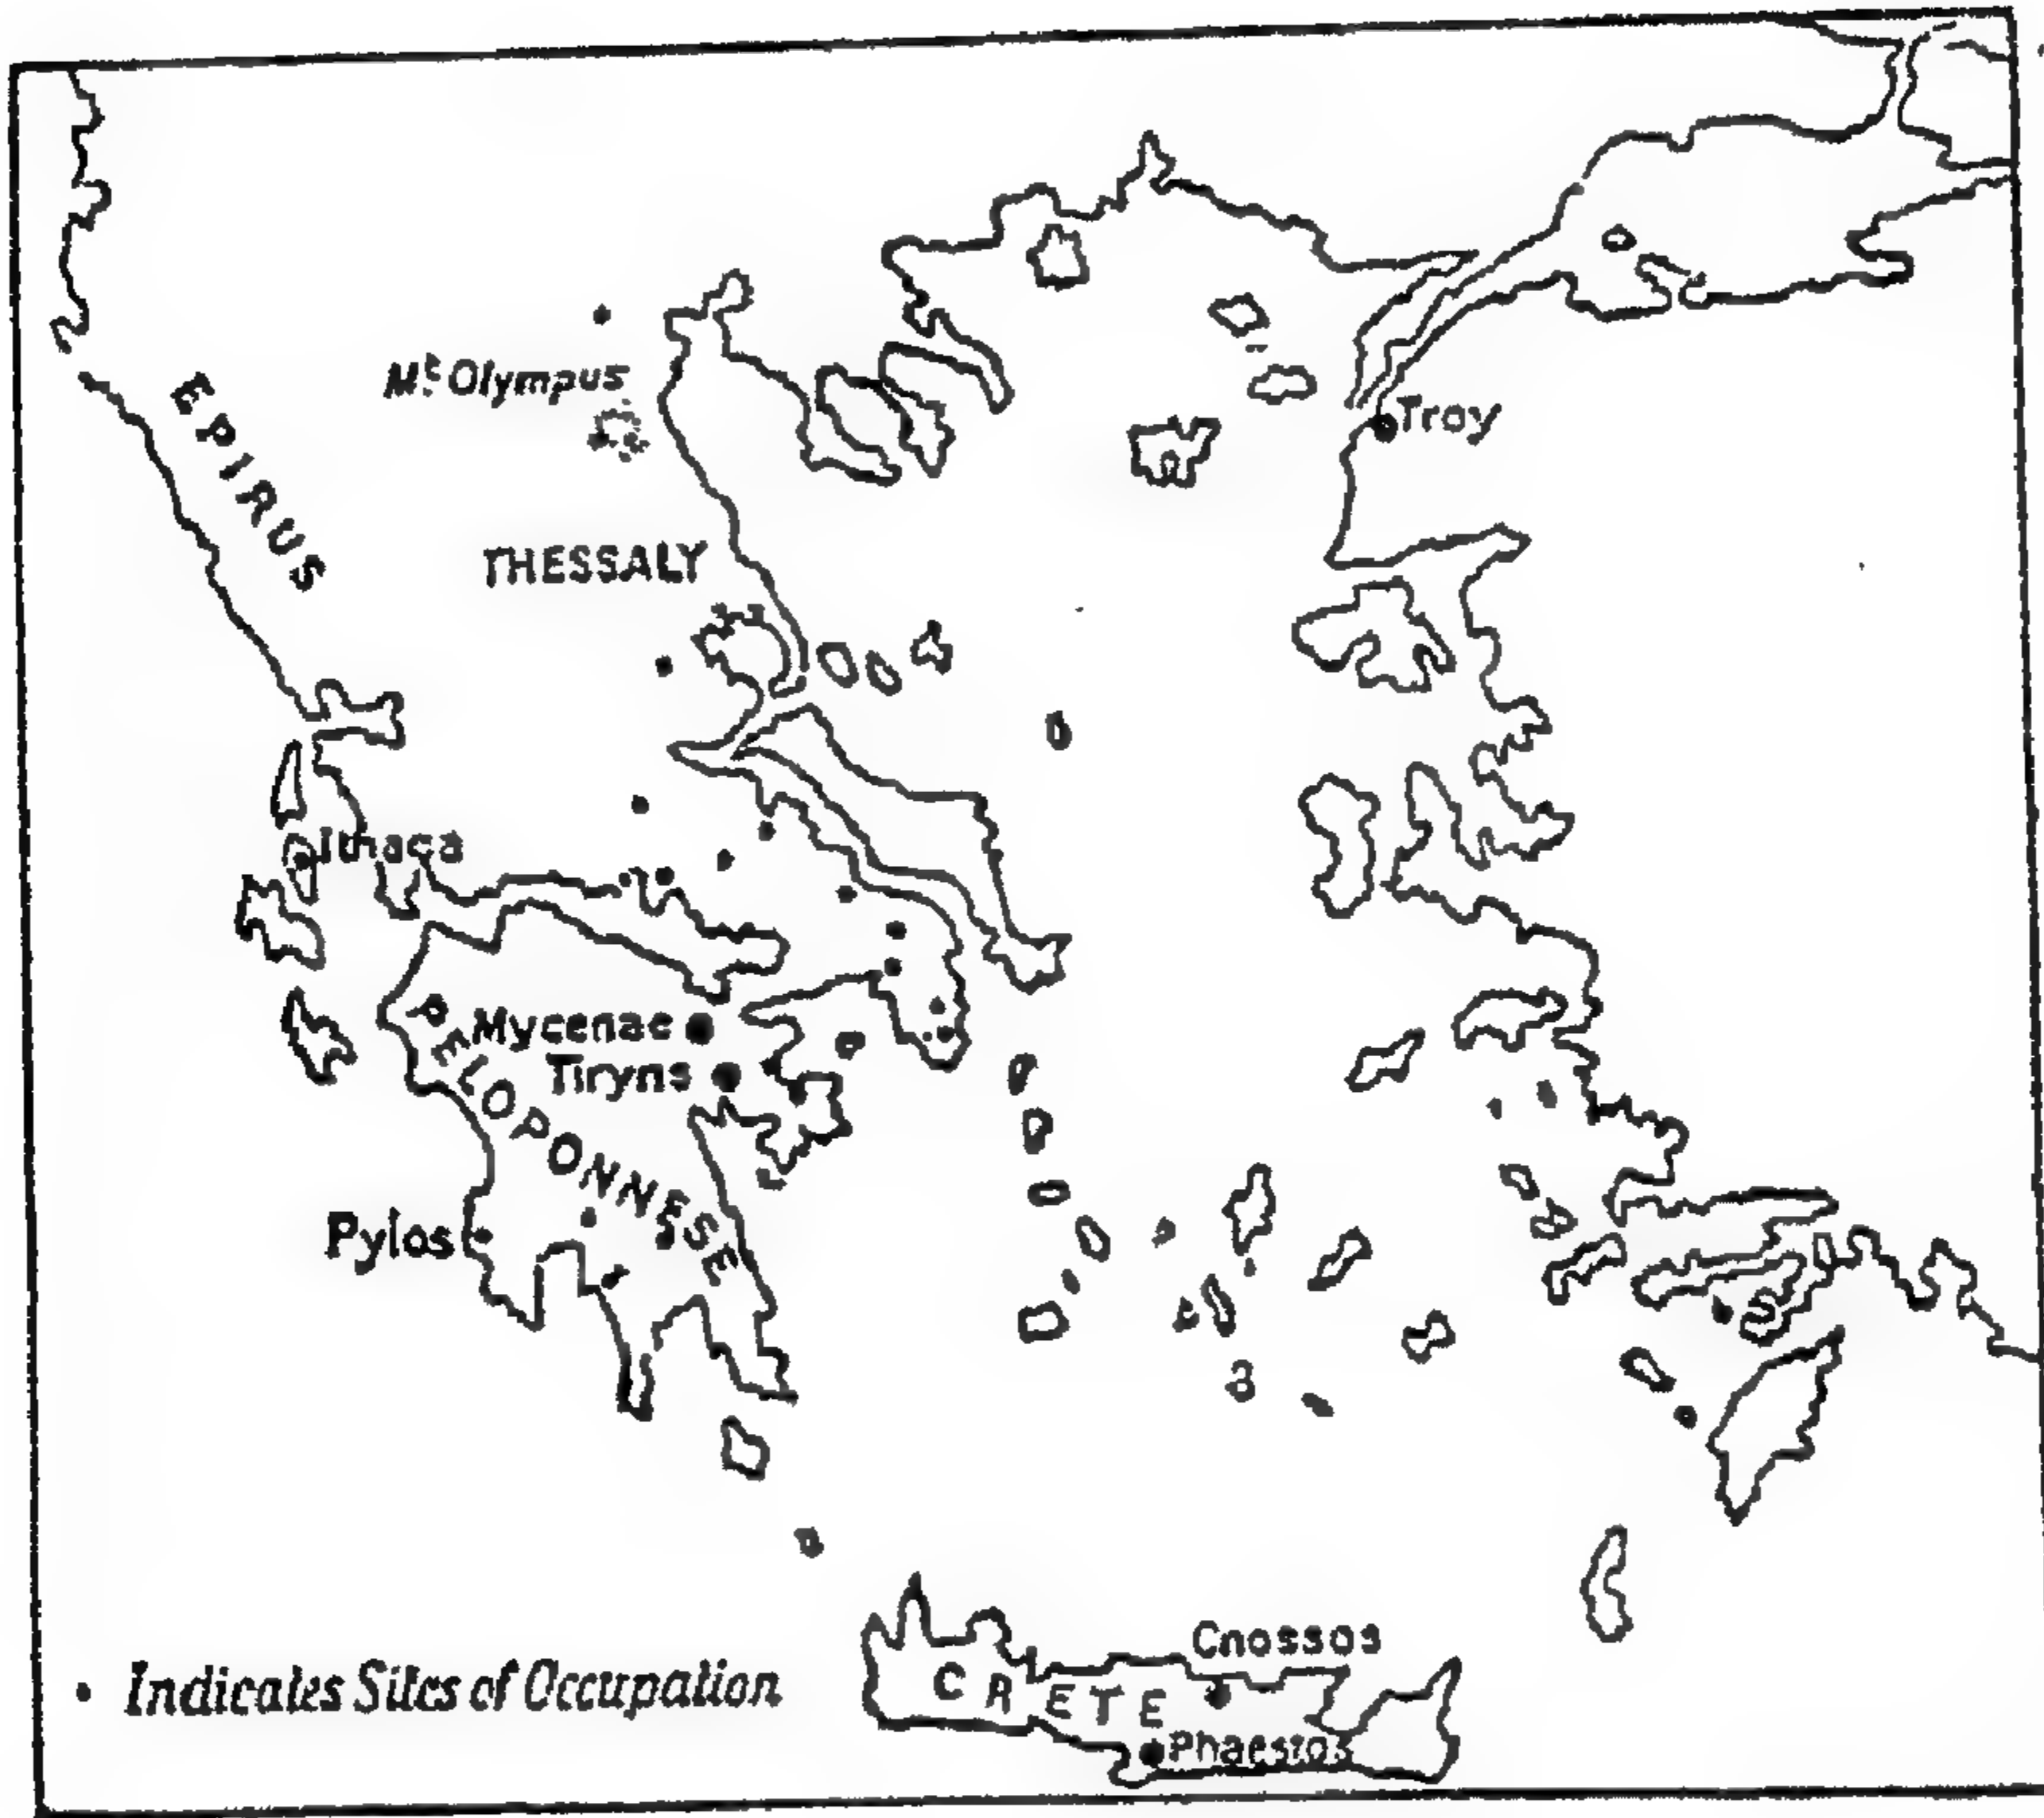 Mt. Olympus
EPIRUS
Troy
THESSALY
Ithaca
Mycenae
Tiryns
PELOPONNESE
Pylos
Cnossos
CRETE
Phaestos
• Indicates Sites of Occupation